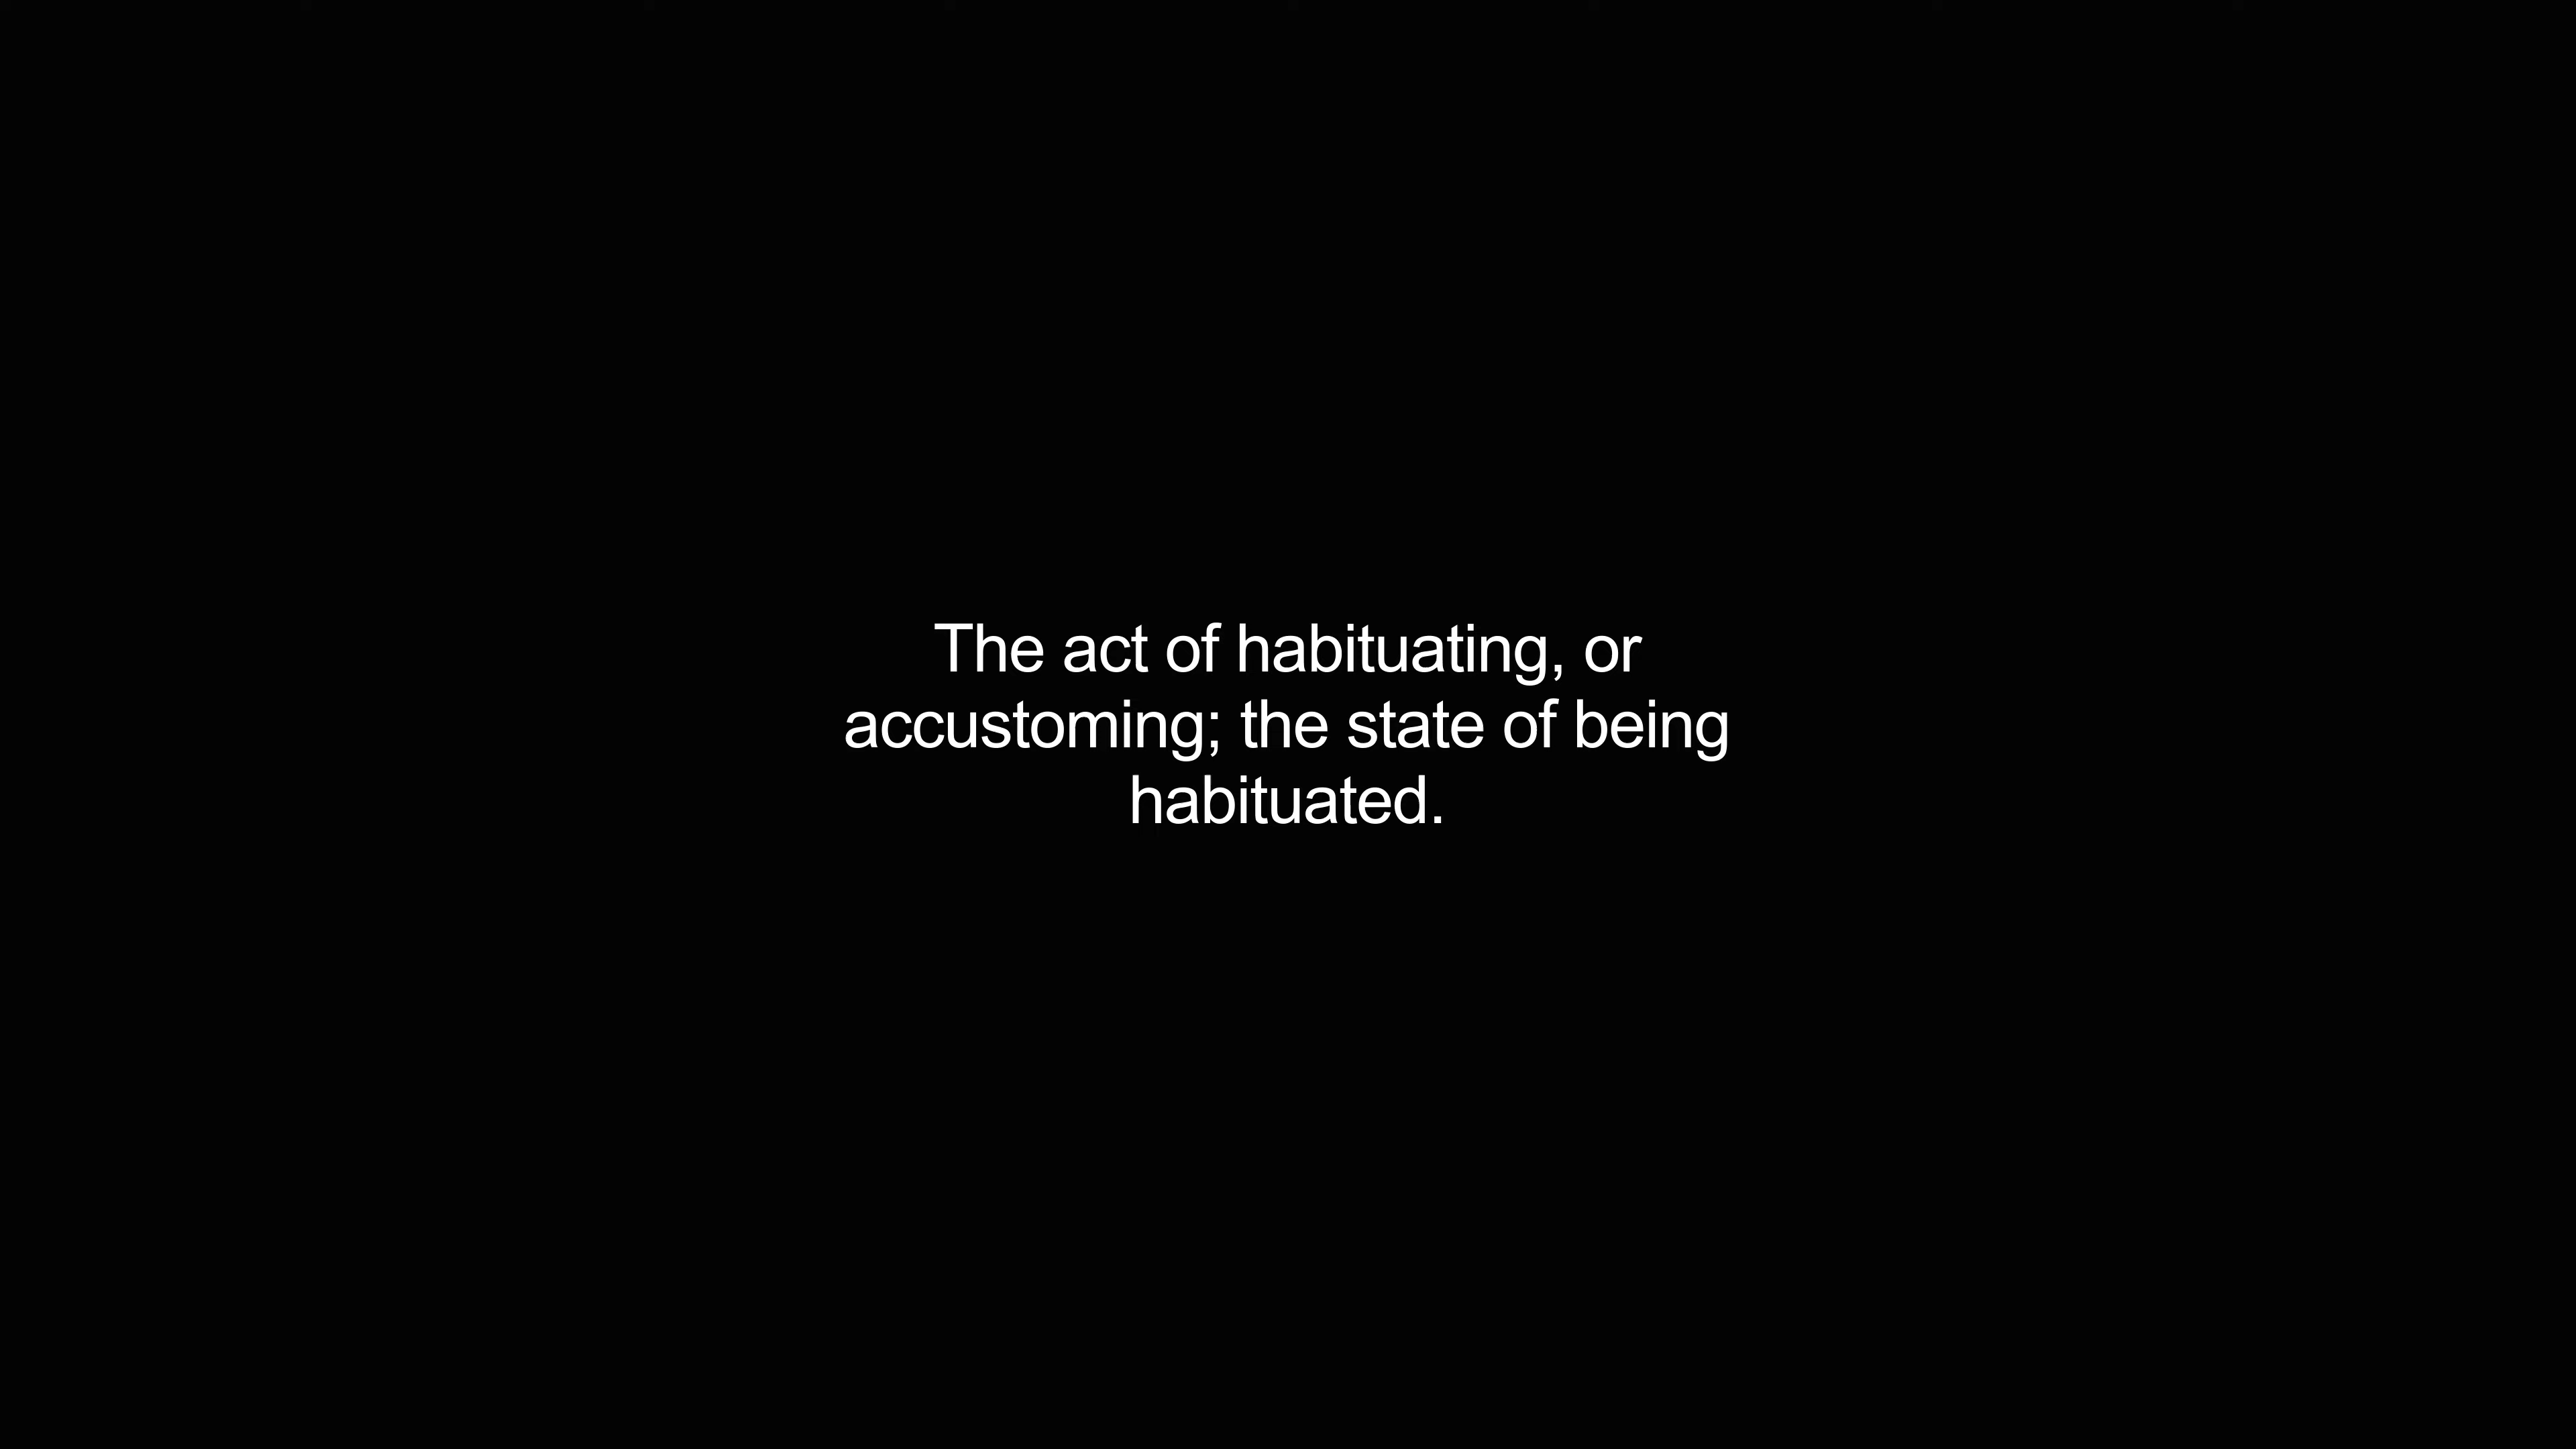 The act of habituating, or
accustoming; the state of being
habituated.